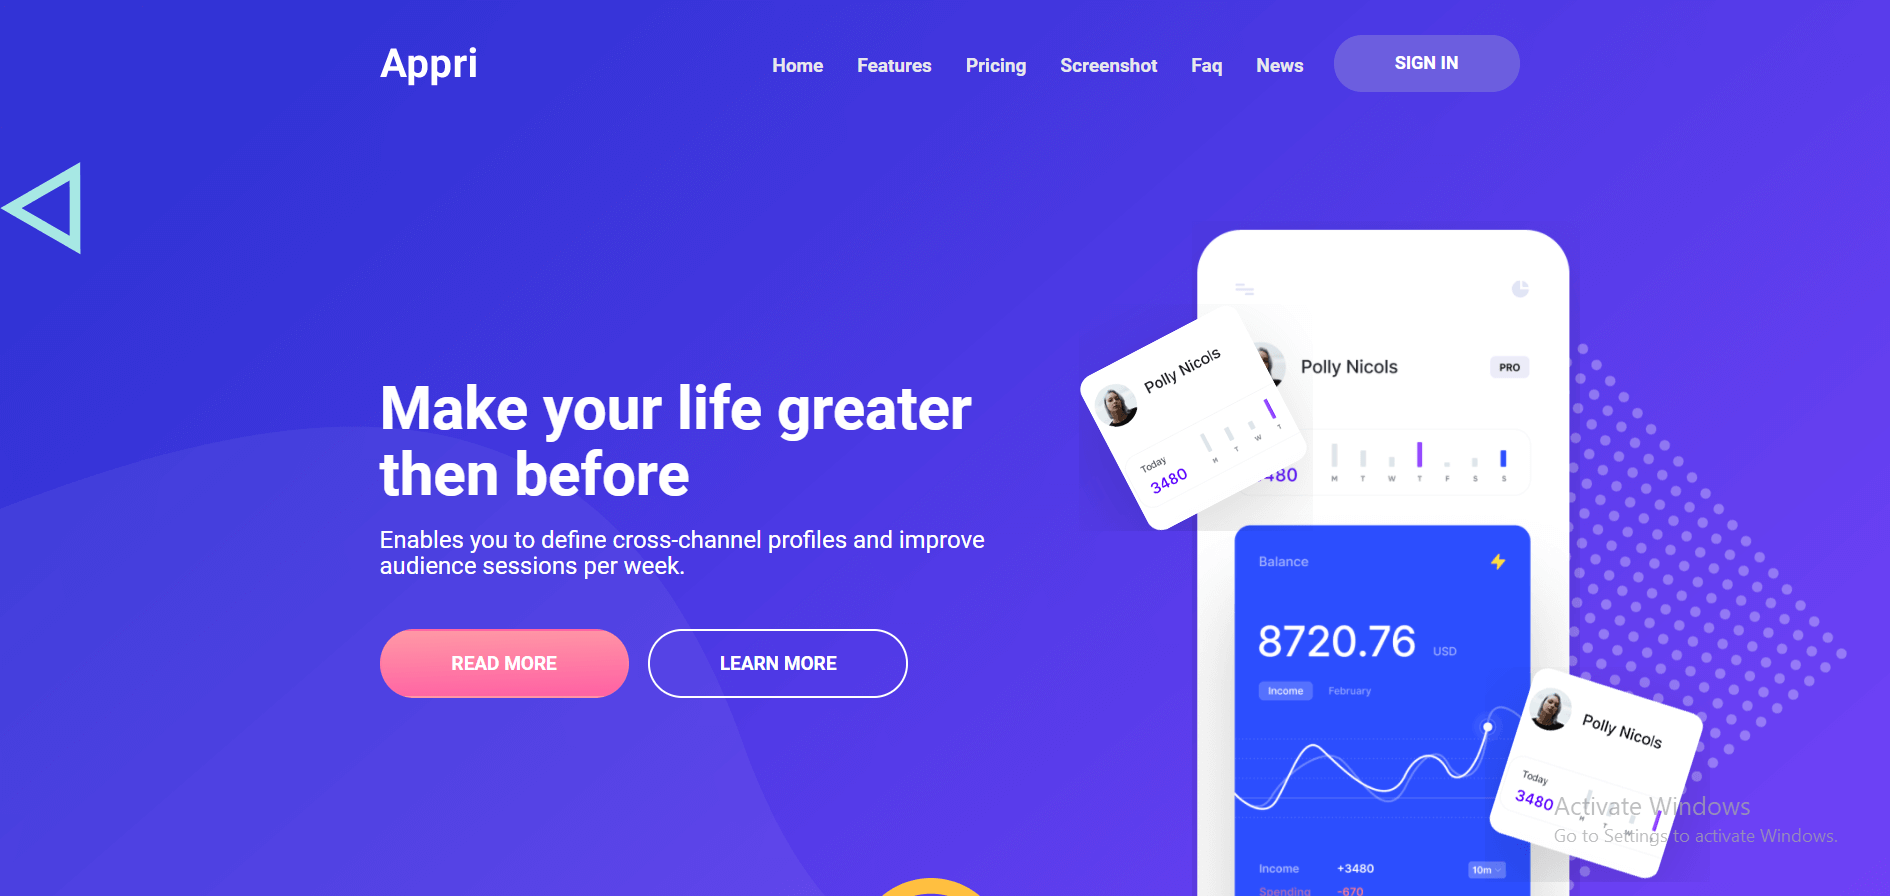 Appri
Home Features Pricing Screenshot Faq News SIGN IN
Make your life greater
then before
Enables you to define cross-channel profiles and improve
audience sessions per week.
READ MORE LEARN MORE
Polly Nicols
Today
3480
M T W T
Polly Nicols PRO
480
M T W T F S S
Balance
8720.76 USD
Income February
Income +3480 10m
Spending -670
Polly Nicols
Today
3480
Activate Windows
Go to Settings to activate Windows.